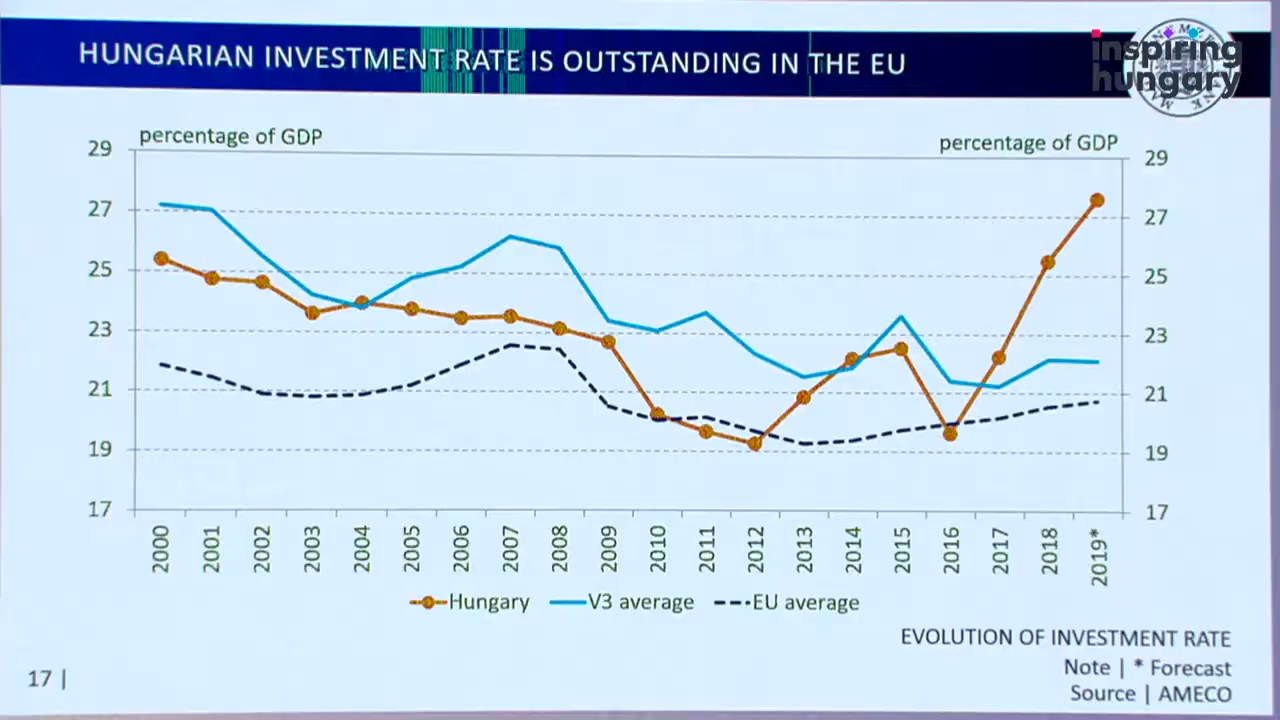 HUNGARIAN INVESTMENT RATE IS OUTSTANDING IN THE EU
inspiring
hungary
percentage of GDP percentage of GDP
29 29
27 27
25 25
23 23
21 21
19 19
17 17
2000 2001 2002 2003 2004 2005 2006 2007 2008 2009 2010 2011 2012 2013 2014 2015 2016 2017 2018 2019*
Hungary V3 average EU average
EVOLUTION OF INVESTMENT RATE
Note | * Forecast
17 | Source | AMECO